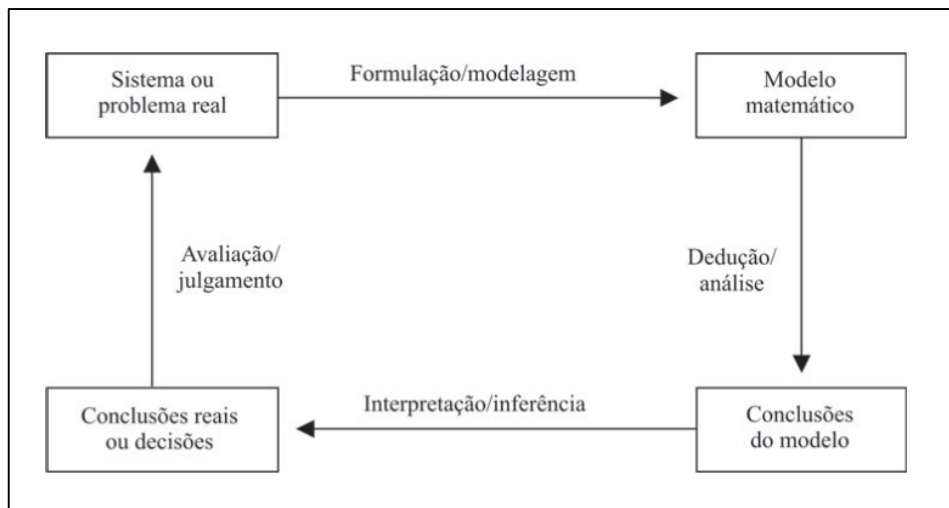 Sistema ou
problema real
Formulação/modelagem
Modelo
matemático
Avaliação/
julgamento
Dedução/
análise
Conclusões reais
ou decisões
Interpretação/inferência
Conclusões
do modelo